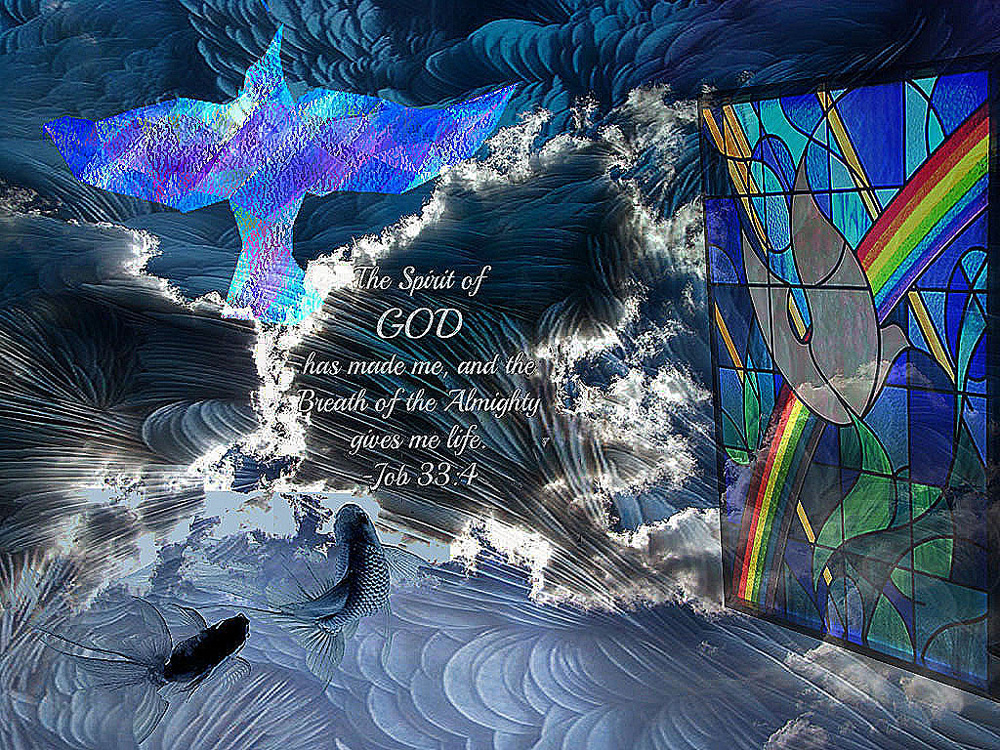 The Spirit of
GOD
has made me, and the
Breath of the Almighty
gives me life.
-Job 33:4